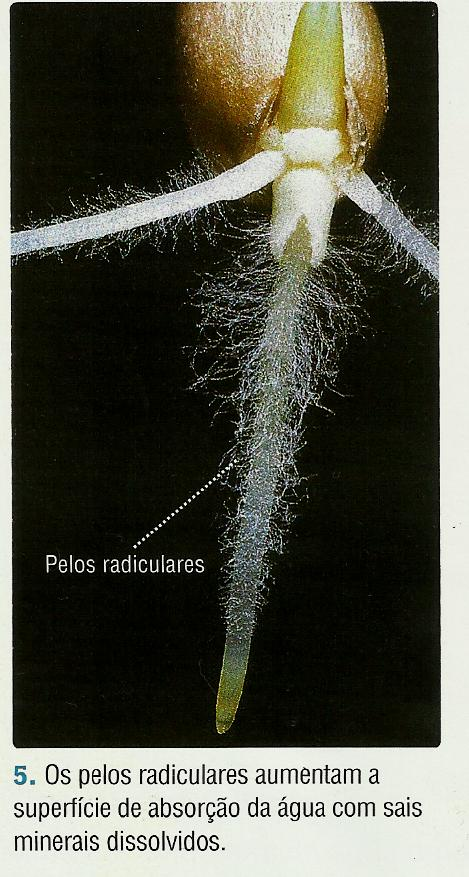 Pelos radiculares
5. Os pelos radiculares aumentam a
superfície de absorção da água com sais
minerais dissolvidos.